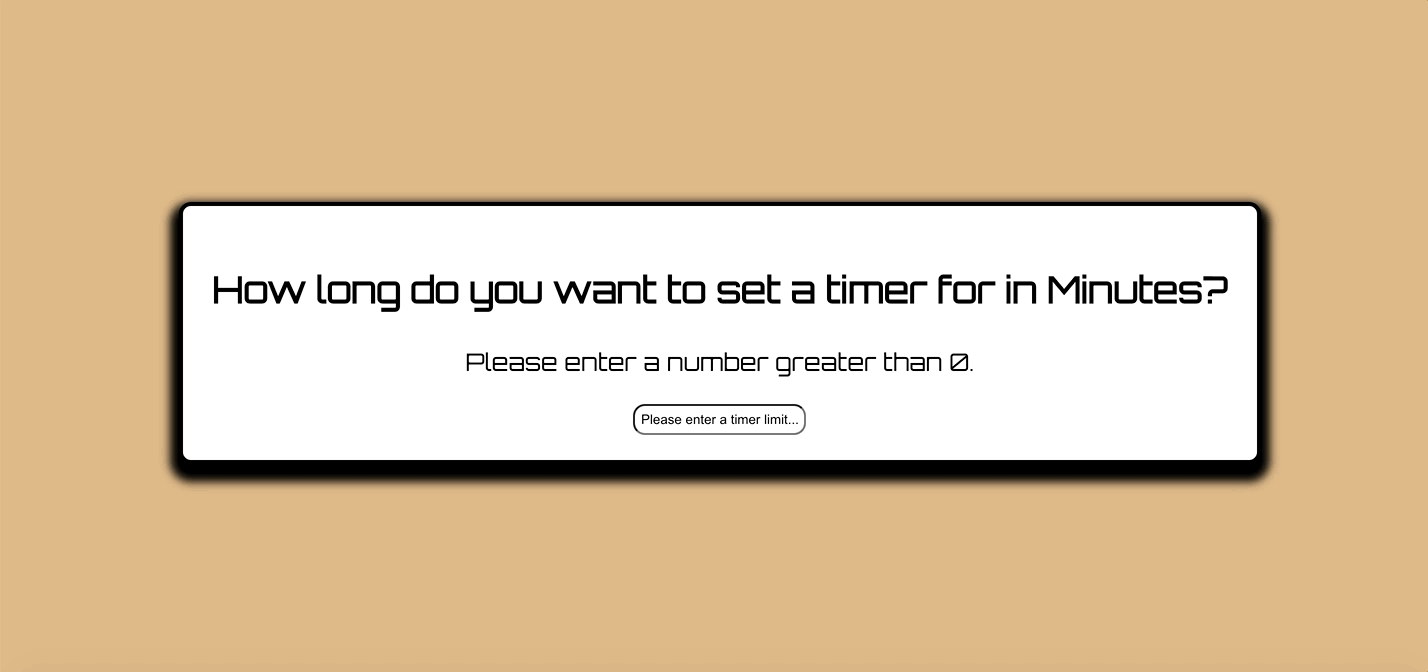 How long do you want to set a timer for in Minutes?
Please enter a number greater than 0.
Please enter a timer limit...